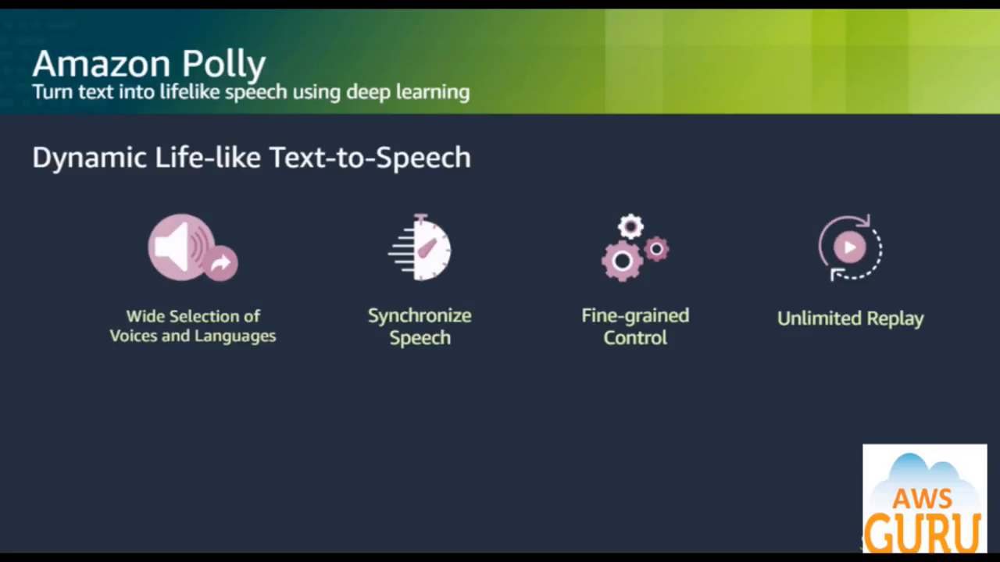 Amazon Polly
Turn text into lifelike speech using deep learning
Dynamic Life-like Text-to-Speech
Wide Selection of
Voices and Languages
Synchronize
Speech
Fine-grained
Control
Unlimited Replay
AWS
GURU